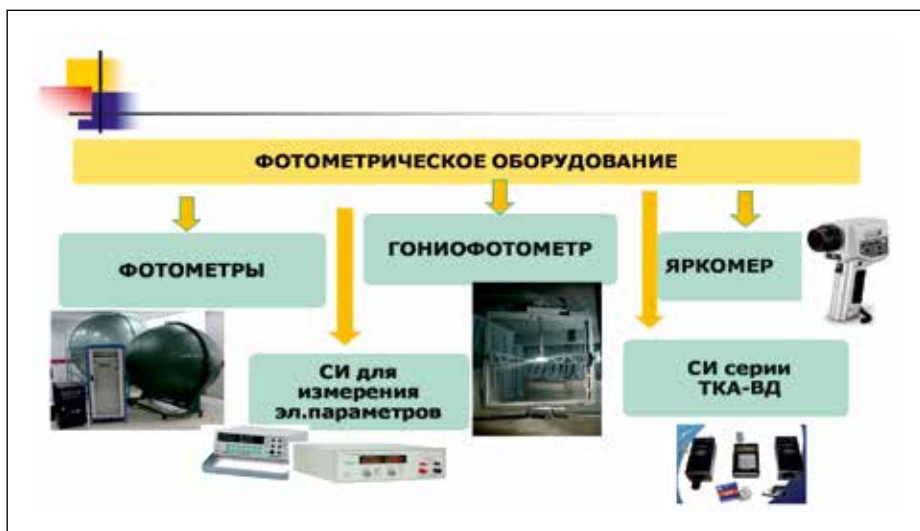 ФОТОМЕТРИЧЕСКОЕ ОБОРУДОВАНИЕ
ФОТОМЕТРЫ
ГОНИОФОТОМЕТР
ЯРКОМЕР
СИ для
измерения
эл.параметров
СИ серии
ТКА-ВД